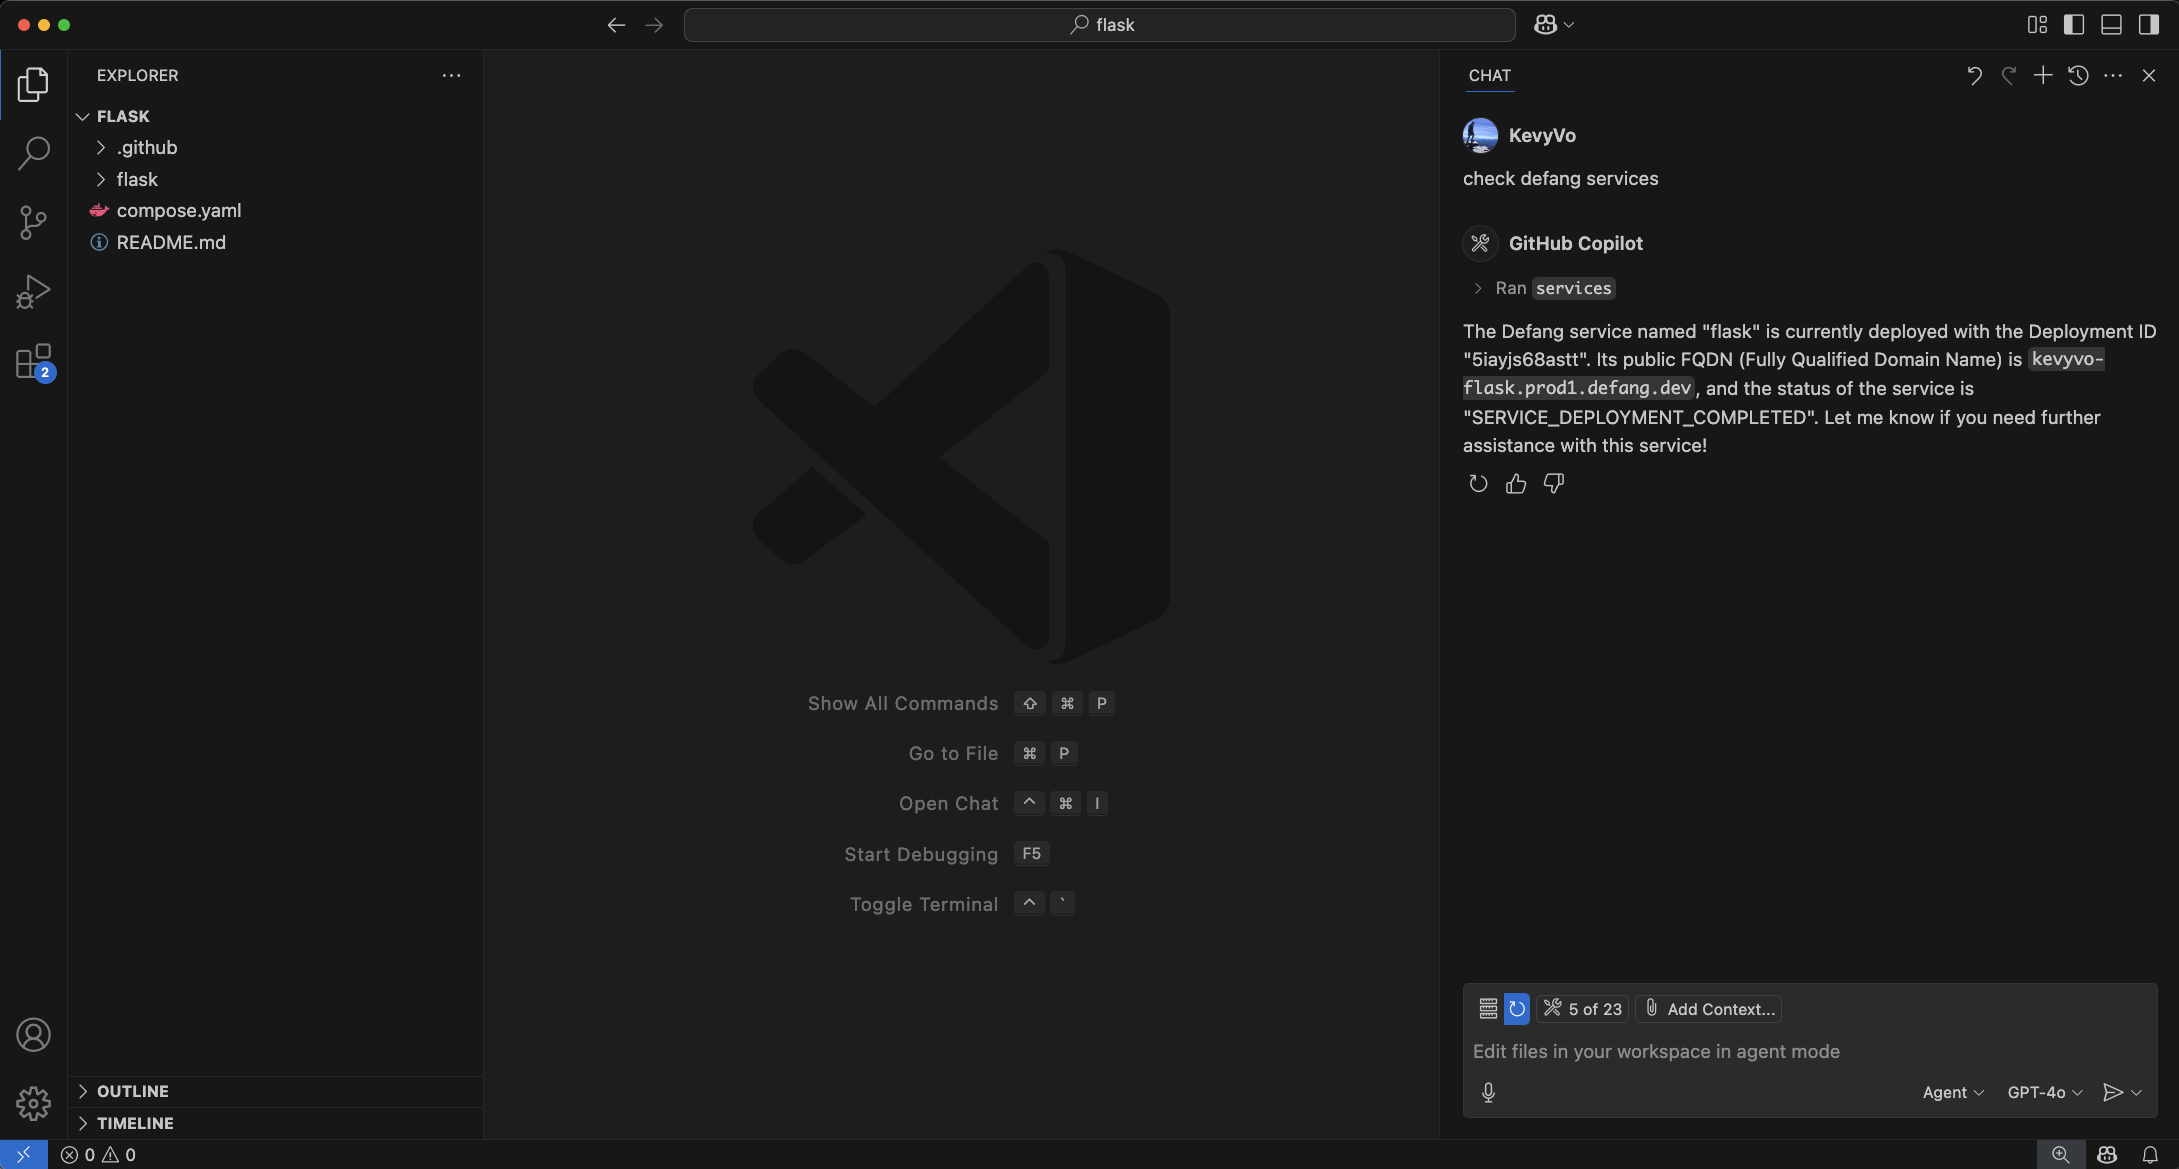 flask
EXPLORER
FLASK
.github
flask
compose.yaml
README.md
2
OUTLINE
TIMELINE
0 0
Show All Commands ⇧ ⌘ P
Go to File ⌘ P
Open Chat ^ ⌘ I
Start Debugging F5
Toggle Terminal ^ `
CHAT
KevyVo
check defang services
GitHub Copilot
Ran services
The Defang service named "flask" is currently deployed with the Deployment ID
"5iayjs68astt". Its public FQDN (Fully Qualified Domain Name) is kevyvo-
flask.prod1.defang.dev, and the status of the service is
"SERVICE_DEPLOYMENT_COMPLETED". Let me know if you need further
assistance with this service!
5 of 23 Add Context...
Edit files in your workspace in agent mode
Agent GPT-4o